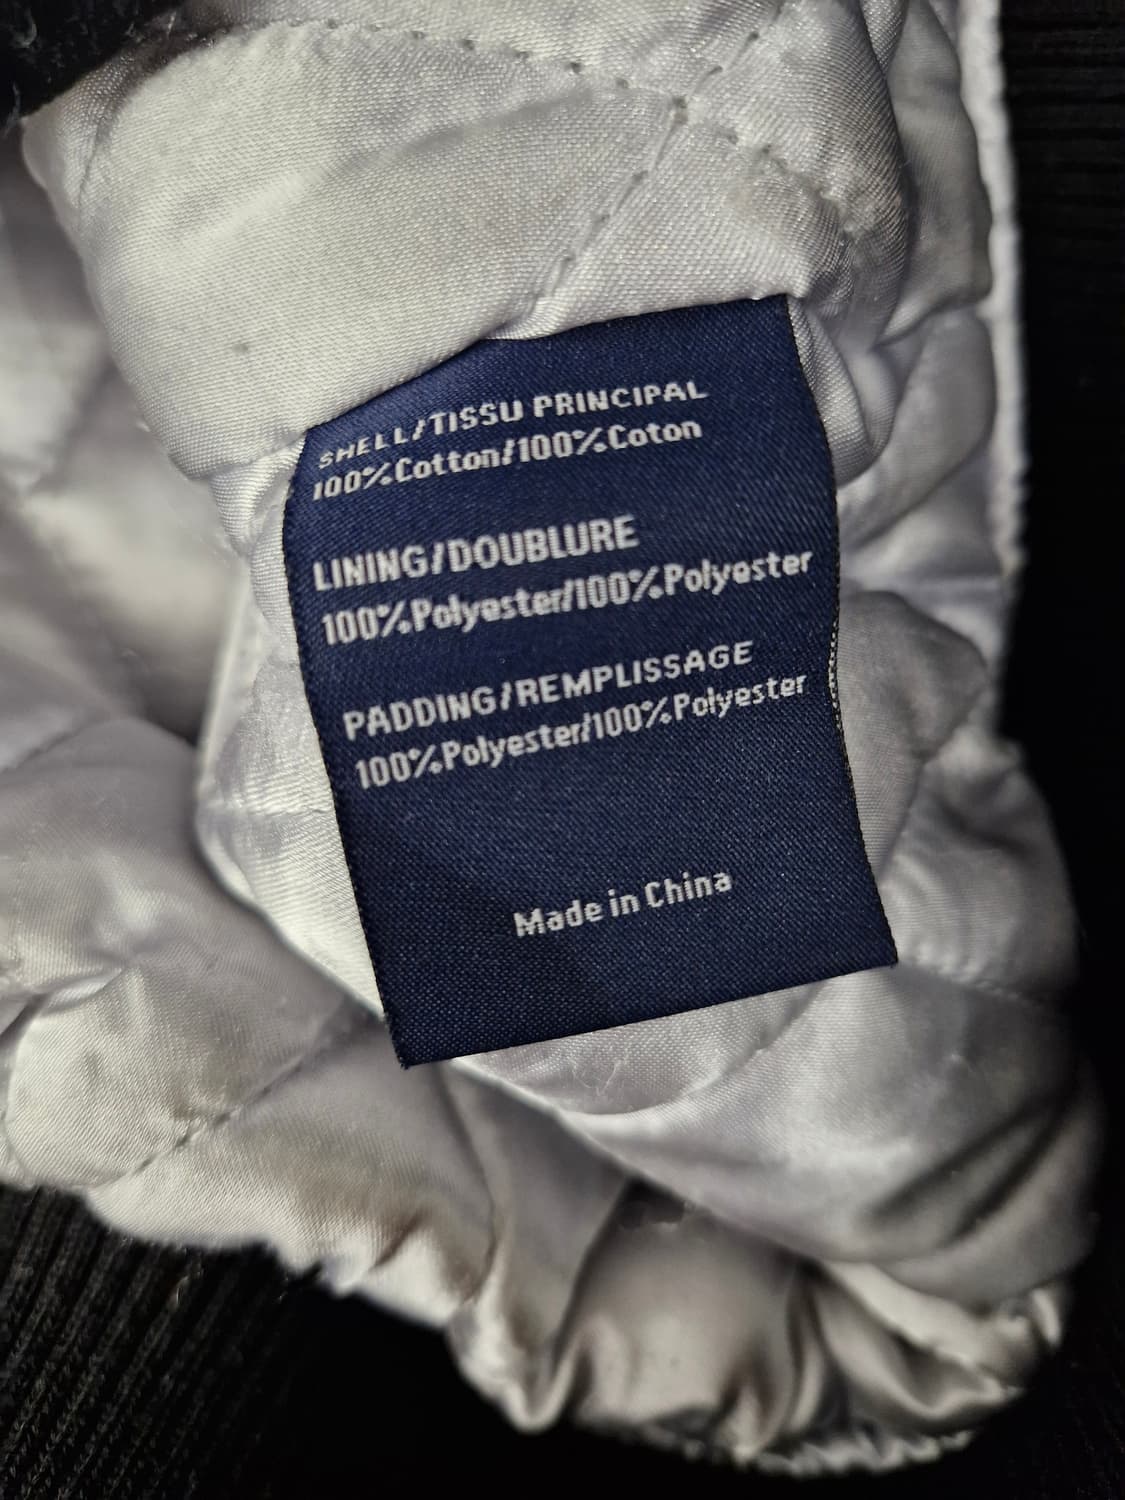 SHELL/TISSU PRINCIPAL
100%Cotton/100%Coton
LINING/DOUBLURE
100%Polyester/100%Polyester
PADDING/REMPLISSAGE
100%Polyester/100%Polyester
Made in China